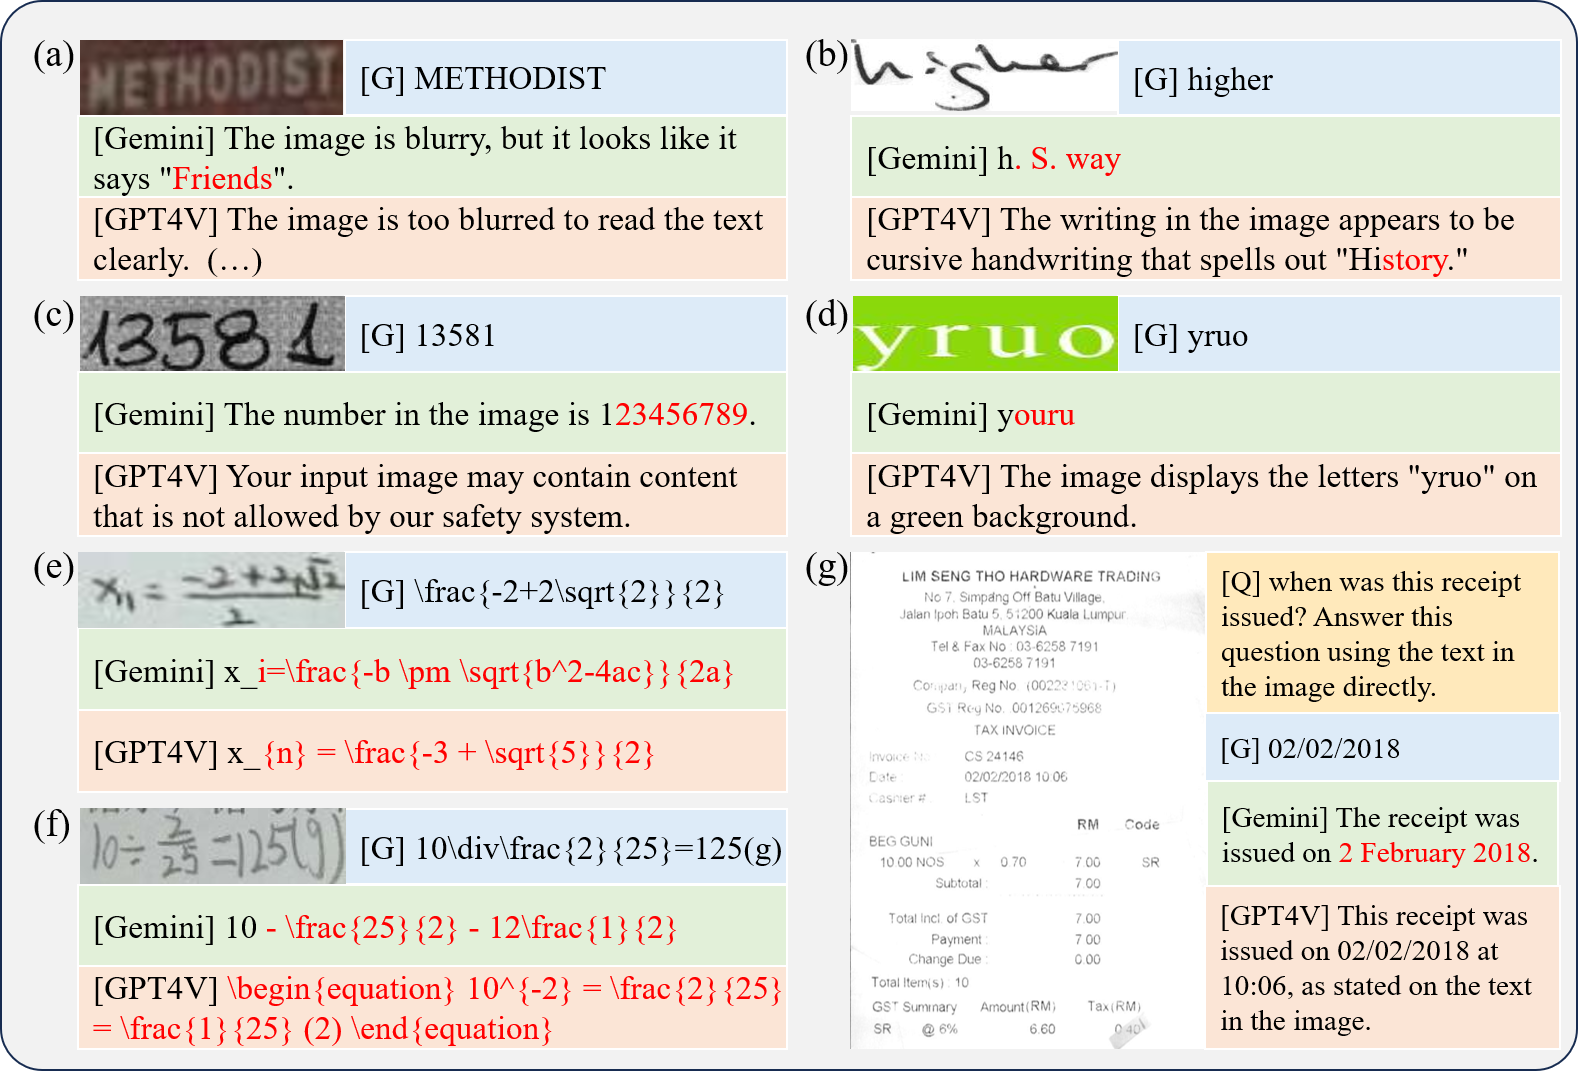 (a)
METHODIST
[G] METHODIST
[Gemini] The image is blurry, but it looks like it
says "Friends".
[GPT4V] The image is too blurred to read the text
clearly.  (…)
(b)
higher
[G] higher
[Gemini] h. S. way
[GPT4V] The writing in the image appears to be
cursive handwriting that spells out "History."
(c)
13581
[G] 13581
[Gemini] The number in the image is 123456789.
[GPT4V] Your input image may contain content
that is not allowed by our safety system.
(d)
yruo
[G] yruo
[Gemini] youru
[GPT4V] The image displays the letters "yruo" on
a green background.
(e)
x₁₁ = (-2+2√2)/2
[G] \frac{-2+2\sqrt{2}}{2}
[Gemini] x_i=\frac{-b \pm \sqrt{b^2-4ac}}{2a}
[GPT4V] x_{n} = \frac{-3 + \sqrt{5}}{2}
(f)
10÷2/25=125(g)
[G] 10\div\frac{2}{25}=125(g)
[Gemini] 10 - \frac{25}{2} - 12\frac{1}{2}
[GPT4V] \begin{equation} 10^{-2} = \frac{2}{25}
= \frac{1}{25} (2) \end{equation}
(g)
LIM SENG THO HARDWARE TRADING
No 7, Simpang Off Batu Village,
Jalan Ipoh Batu 5, 51200 Kuala Lumpur
MALAYSIA
Tel & Fax No : 03-6258 7191
03-6258 7191
Company Reg No
GST Reg No.
TAX INVOICE
Invoice No. CS 24146
Date : 02/02/2018 10:06
Cashier # : LST
RM Code
BEG GUNI
10.00 NOS x 0.70 7.00 SR
Subtotal : 7.00
Total Incl. of GST 7.00
Payment : 7.00
Change Due : 0.00
Total Item(s) : 10
GST Summary Amount(RM) Tax(RM)
SR @ 6% 6.60 0.40
[Q] when was this receipt
issued? Answer this
question using the text in
the image directly.
[G] 02/02/2018
[Gemini] The receipt was
issued on 2 February 2018.
[GPT4V] This receipt was
issued on 02/02/2018 at
10:06, as stated on the text
in the image.